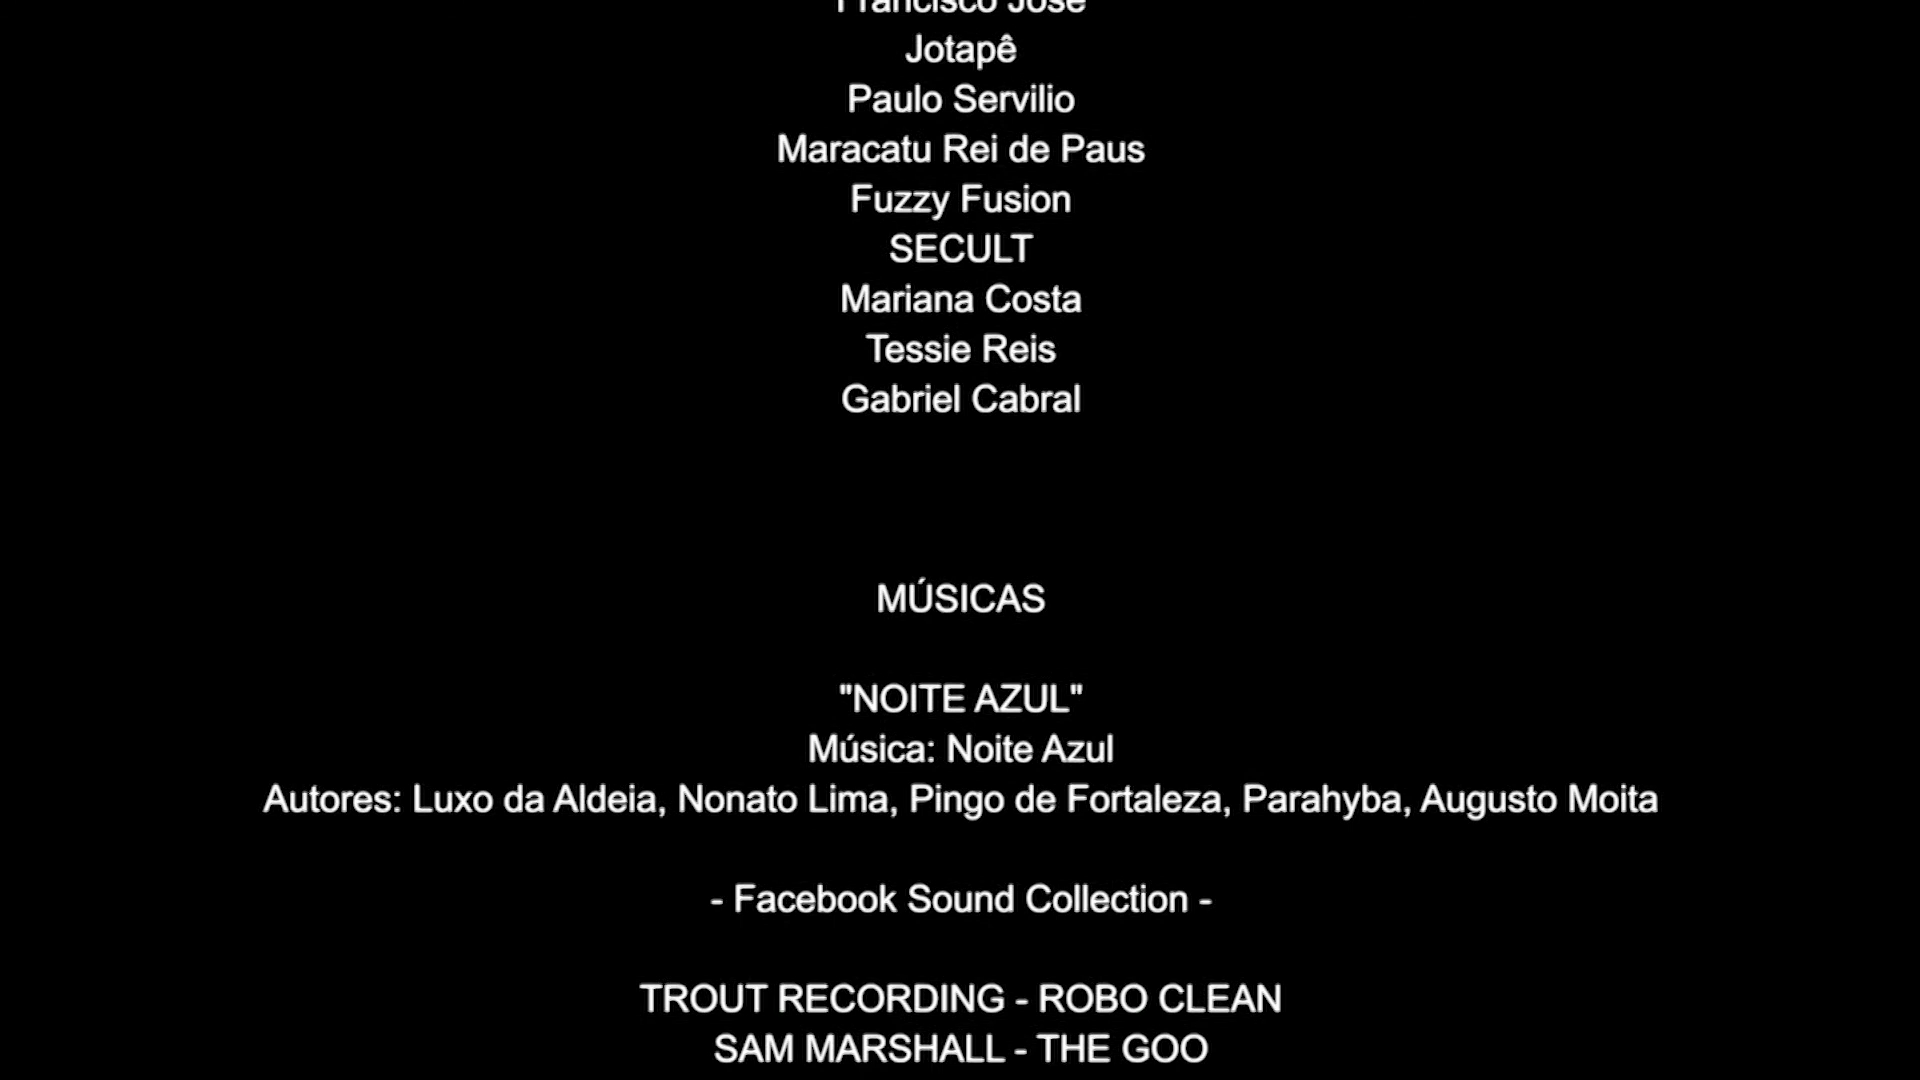 Francisco José
Jotapê
Paulo Servilio
Maracatu Rei de Paus
Fuzzy Fusion
SECULT
Mariana Costa
Tessie Reis
Gabriel Cabral
MÚSICAS
"NOITE AZUL"
Música: Noite Azul
Autores: Luxo da Aldeia, Nonato Lima, Pingo de Fortaleza, Parahyba, Augusto Moita
- Facebook Sound Collection -
TROUT RECORDING - ROBO CLEAN
SAM MARSHALL - THE GOO